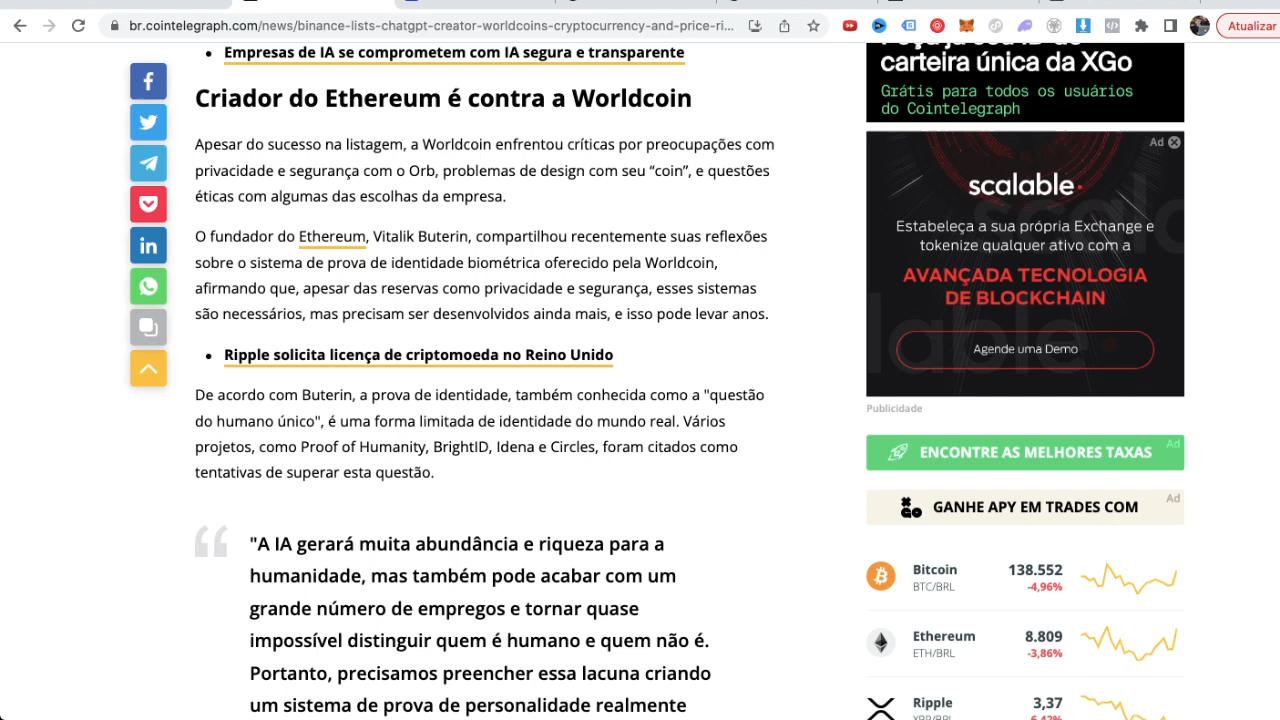 br.cointelegraph.com/news/binance-lists-chatgpt-creator-worldcoins-cryptocurrency-and-price-ri...
Atualizar
Empresas de IA se comprometem com IA segura e transparente
Criador do Ethereum é contra a Worldcoin
Apesar do sucesso na listagem, a Worldcoin enfrentou críticas por preocupações com
privacidade e segurança com o Orb, problemas de design com seu “coin”, e questões
éticas com algumas das escolhas da empresa.
O fundador do Ethereum, Vitalik Buterin, compartilhou recentemente suas reflexões
sobre o sistema de prova de identidade biométrica oferecido pela Worldcoin,
afirmando que, apesar das reservas como privacidade e segurança, esses sistemas
são necessários, mas precisam ser desenvolvidos ainda mais, e isso pode levar anos.
Ripple solicita licença de criptomoeda no Reino Unido
De acordo com Buterin, a prova de identidade, também conhecida como a "questão
do humano único", é uma forma limitada de identidade do mundo real. Vários
projetos, como Proof of Humanity, BrightID, Idena e Circles, foram citados como
tentativas de superar esta questão.
"A IA gerará muita abundância e riqueza para a
humanidade, mas também pode acabar com um
grande número de empregos e tornar quase
impossível distinguir quem é humano e quem não é.
Portanto, precisamos preencher essa lacuna criando
um sistema de prova de personalidade realmente
carteira única da XGo
Grátis para todos os usuários
do Cointelegraph
Ad
scalable
Estabeleça a sua própria Exchange e
tokenize qualquer ativo com a
AVANÇADA TECNOLOGIA
DE BLOCKCHAIN
Agende uma Demo
Publicidade
ENCONTRE AS MELHORES TAXAS
Ad
GANHE APY EM TRADES COM
Ad
Bitcoin 138.552
BTC/BRL -4,96%
Ethereum 8.809
ETH/BRL -3,86%
Ripple 3,37
XRP/BRL -6,42%